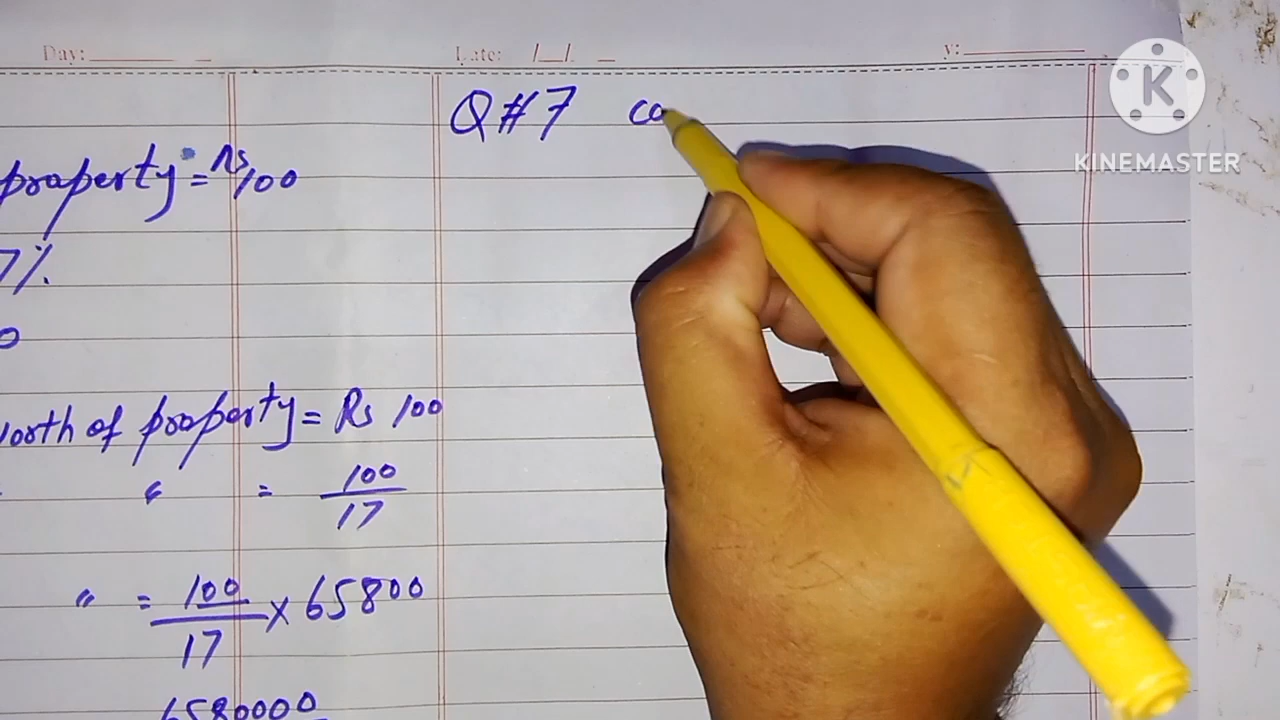 Day:
Date: / /
y:
K
KINEMASTER
Q#7 co
property = Rs 100
7%
0
worth of property = Rs 100
" = 100/17
" = 100/17 × 65800
6580000